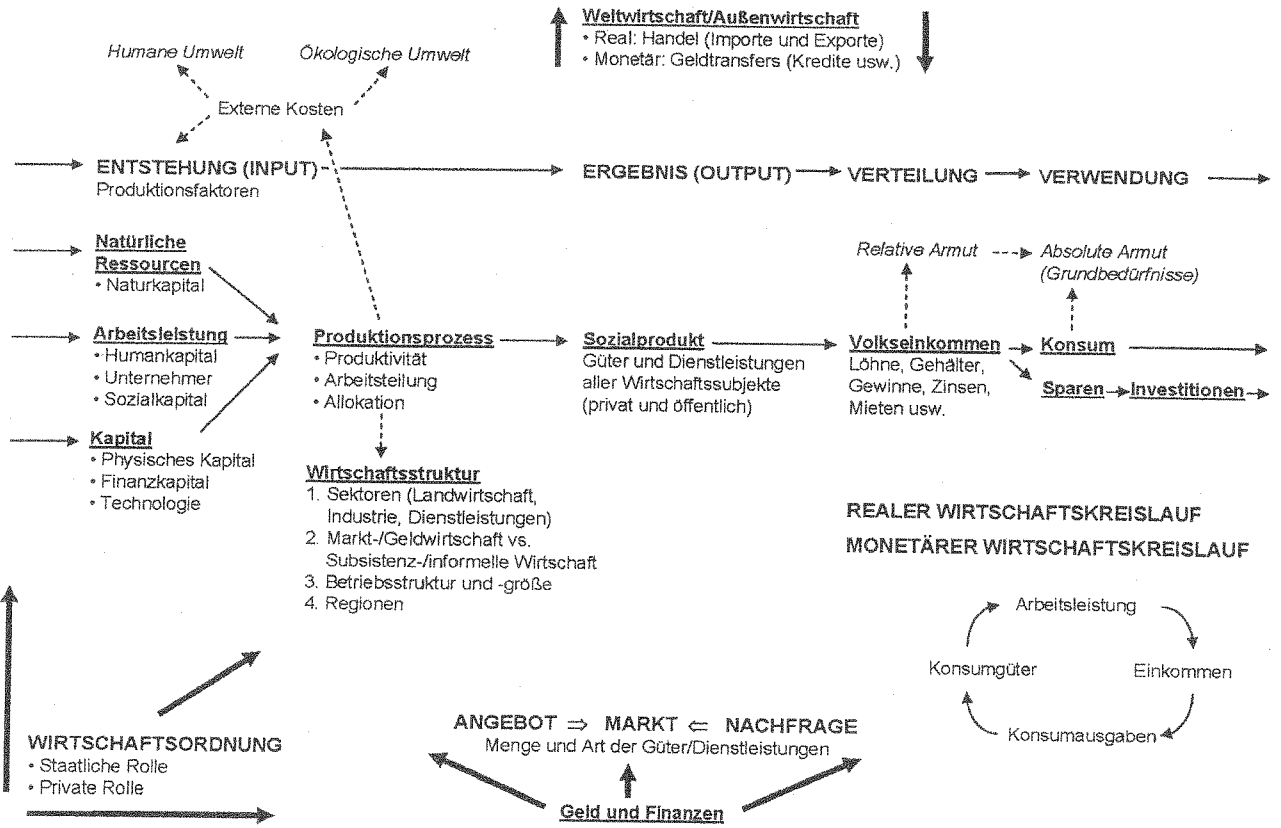 Weltwirtschaft/Außenwirtschaft
• Real: Handel (Importe und Exporte)
• Monetär: Geldtransfers (Kredite usw.)
Humane Umwelt
Ökologische Umwelt
Externe Kosten
ENTSTEHUNG (INPUT)
Produktionsfaktoren
ERGEBNIS (OUTPUT)
VERTEILUNG
VERWENDUNG
Natürliche
Ressourcen
• Naturkapital
Relative Armut
Absolute Armut
(Grundbedürfnisse)
Arbeitsleistung
• Humankapital
• Unternehmer
• Sozialkapital
Produktionsprozess
• Produktivität
• Arbeitsteilung
• Allokation
Sozialprodukt
Güter und Dienstleistungen
aller Wirtschaftssubjekte
(privat und öffentlich)
Volkseinkommen
Löhne, Gehälter,
Gewinne, Zinsen,
Mieten usw.
Konsum
Sparen
Investitionen
Kapital
• Physisches Kapital
• Finanzkapital
• Technologie
Wirtschaftsstruktur
1. Sektoren (Landwirtschaft,
Industrie, Dienstleistungen)
2. Markt-/Geldwirtschaft vs.
Subsistenz-/informelle Wirtschaft
3. Betriebsstruktur und -größe
4. Regionen
REALER WIRTSCHAFTSKREISLAUF
MONETÄRER WIRTSCHAFTSKREISLAUF
Arbeitsleistung
Konsumgüter
Einkommen
Konsumausgaben
WIRTSCHAFTSORDNUNG
• Staatliche Rolle
• Private Rolle
ANGEBOT ⇒ MARKT ⇐ NACHFRAGE
Menge und Art der Güter/Dienstleistungen
Geld und Finanzen